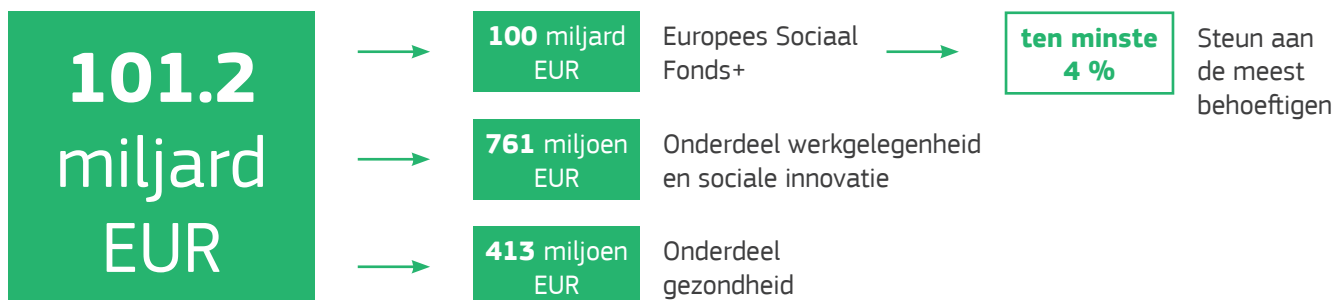 101.2
miljard
EUR
100 miljard
EUR
Europees Sociaal
Fonds+
ten minste
4 %
Steun aan
de meest
behoeftigen
761 miljoen
EUR
Onderdeel werkgelegenheid
en sociale innovatie
413 miljoen
EUR
Onderdeel
gezondheid